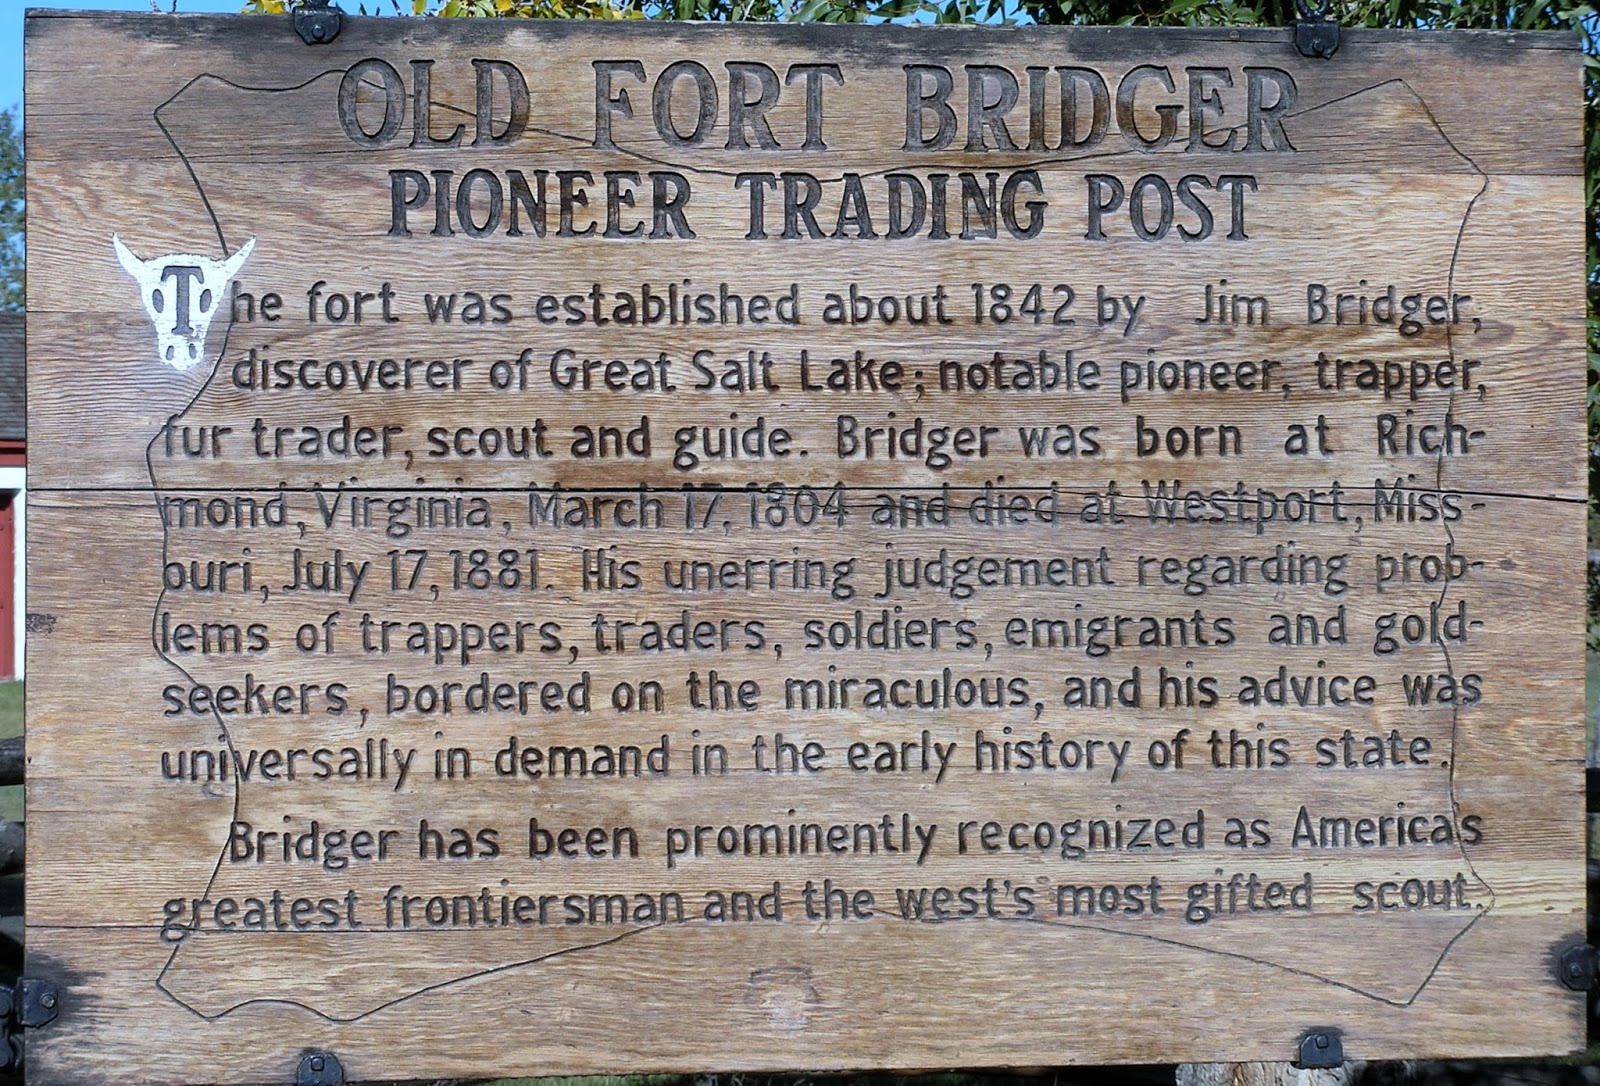 OLD FORT BRIDGER
PIONEER TRADING POST
The fort was established about 1842 by Jim Bridger,
discoverer of Great Salt Lake; notable pioneer, trapper,
fur trader, scout and guide. Bridger was born at Rich-
mond, Virginia, March 17, 1804 and died at Westport, Miss-
ouri, July 17, 1881. His unerring judgement regarding prob-
lems of trappers, traders, soldiers, emigrants and gold-
seekers, bordered on the miraculous, and his advice was
universally in demand in the early history of this state.
Bridger has been prominently recognized as Americas
greatest frontiersman and the west's most gifted scout.